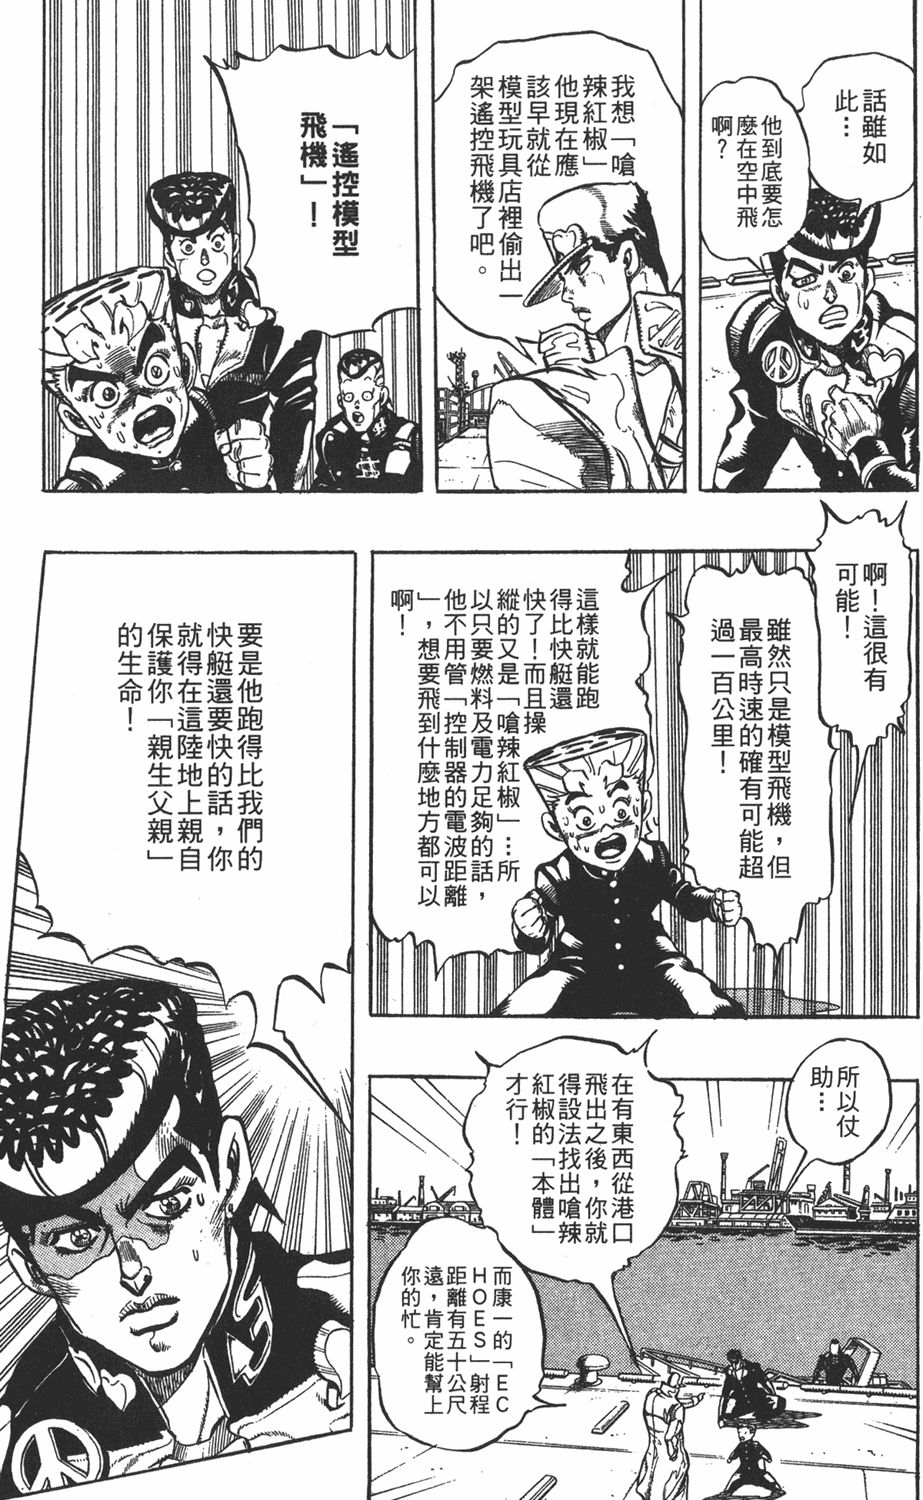 話雖如
此…
他到底要怎
麼在空中飛
啊?
我想「嗆
辣紅椒」
他現在應
該早就從
模型玩具店裡偷出一
架遙控飛機了吧。
「遙控模型
飛機」!
啊!這很有
可能!
雖然只是模型飛機,但
最高時速的確有可能超
過一百公里!
這樣就能跑
得比快艇還
快了!而且操
縱的又是「嗆辣紅椒」…所
以只要燃料及電力足夠的話,
他不用管「控制器的電波距離
」,想要飛到什麼地方都可以
啊!
要是他跑得比我們的
快艇還要快的話,你
就得在這陸地上親自
保護你「親生父親」
的生命!
所以仗
助…
在有東西從港口
飛出之後,你就
得設法找出嗆辣
紅椒的「本體」
才行!
而康一的「EC
HOES」射程
距離有五十公尺
遠,肯定能幫上
你的忙。